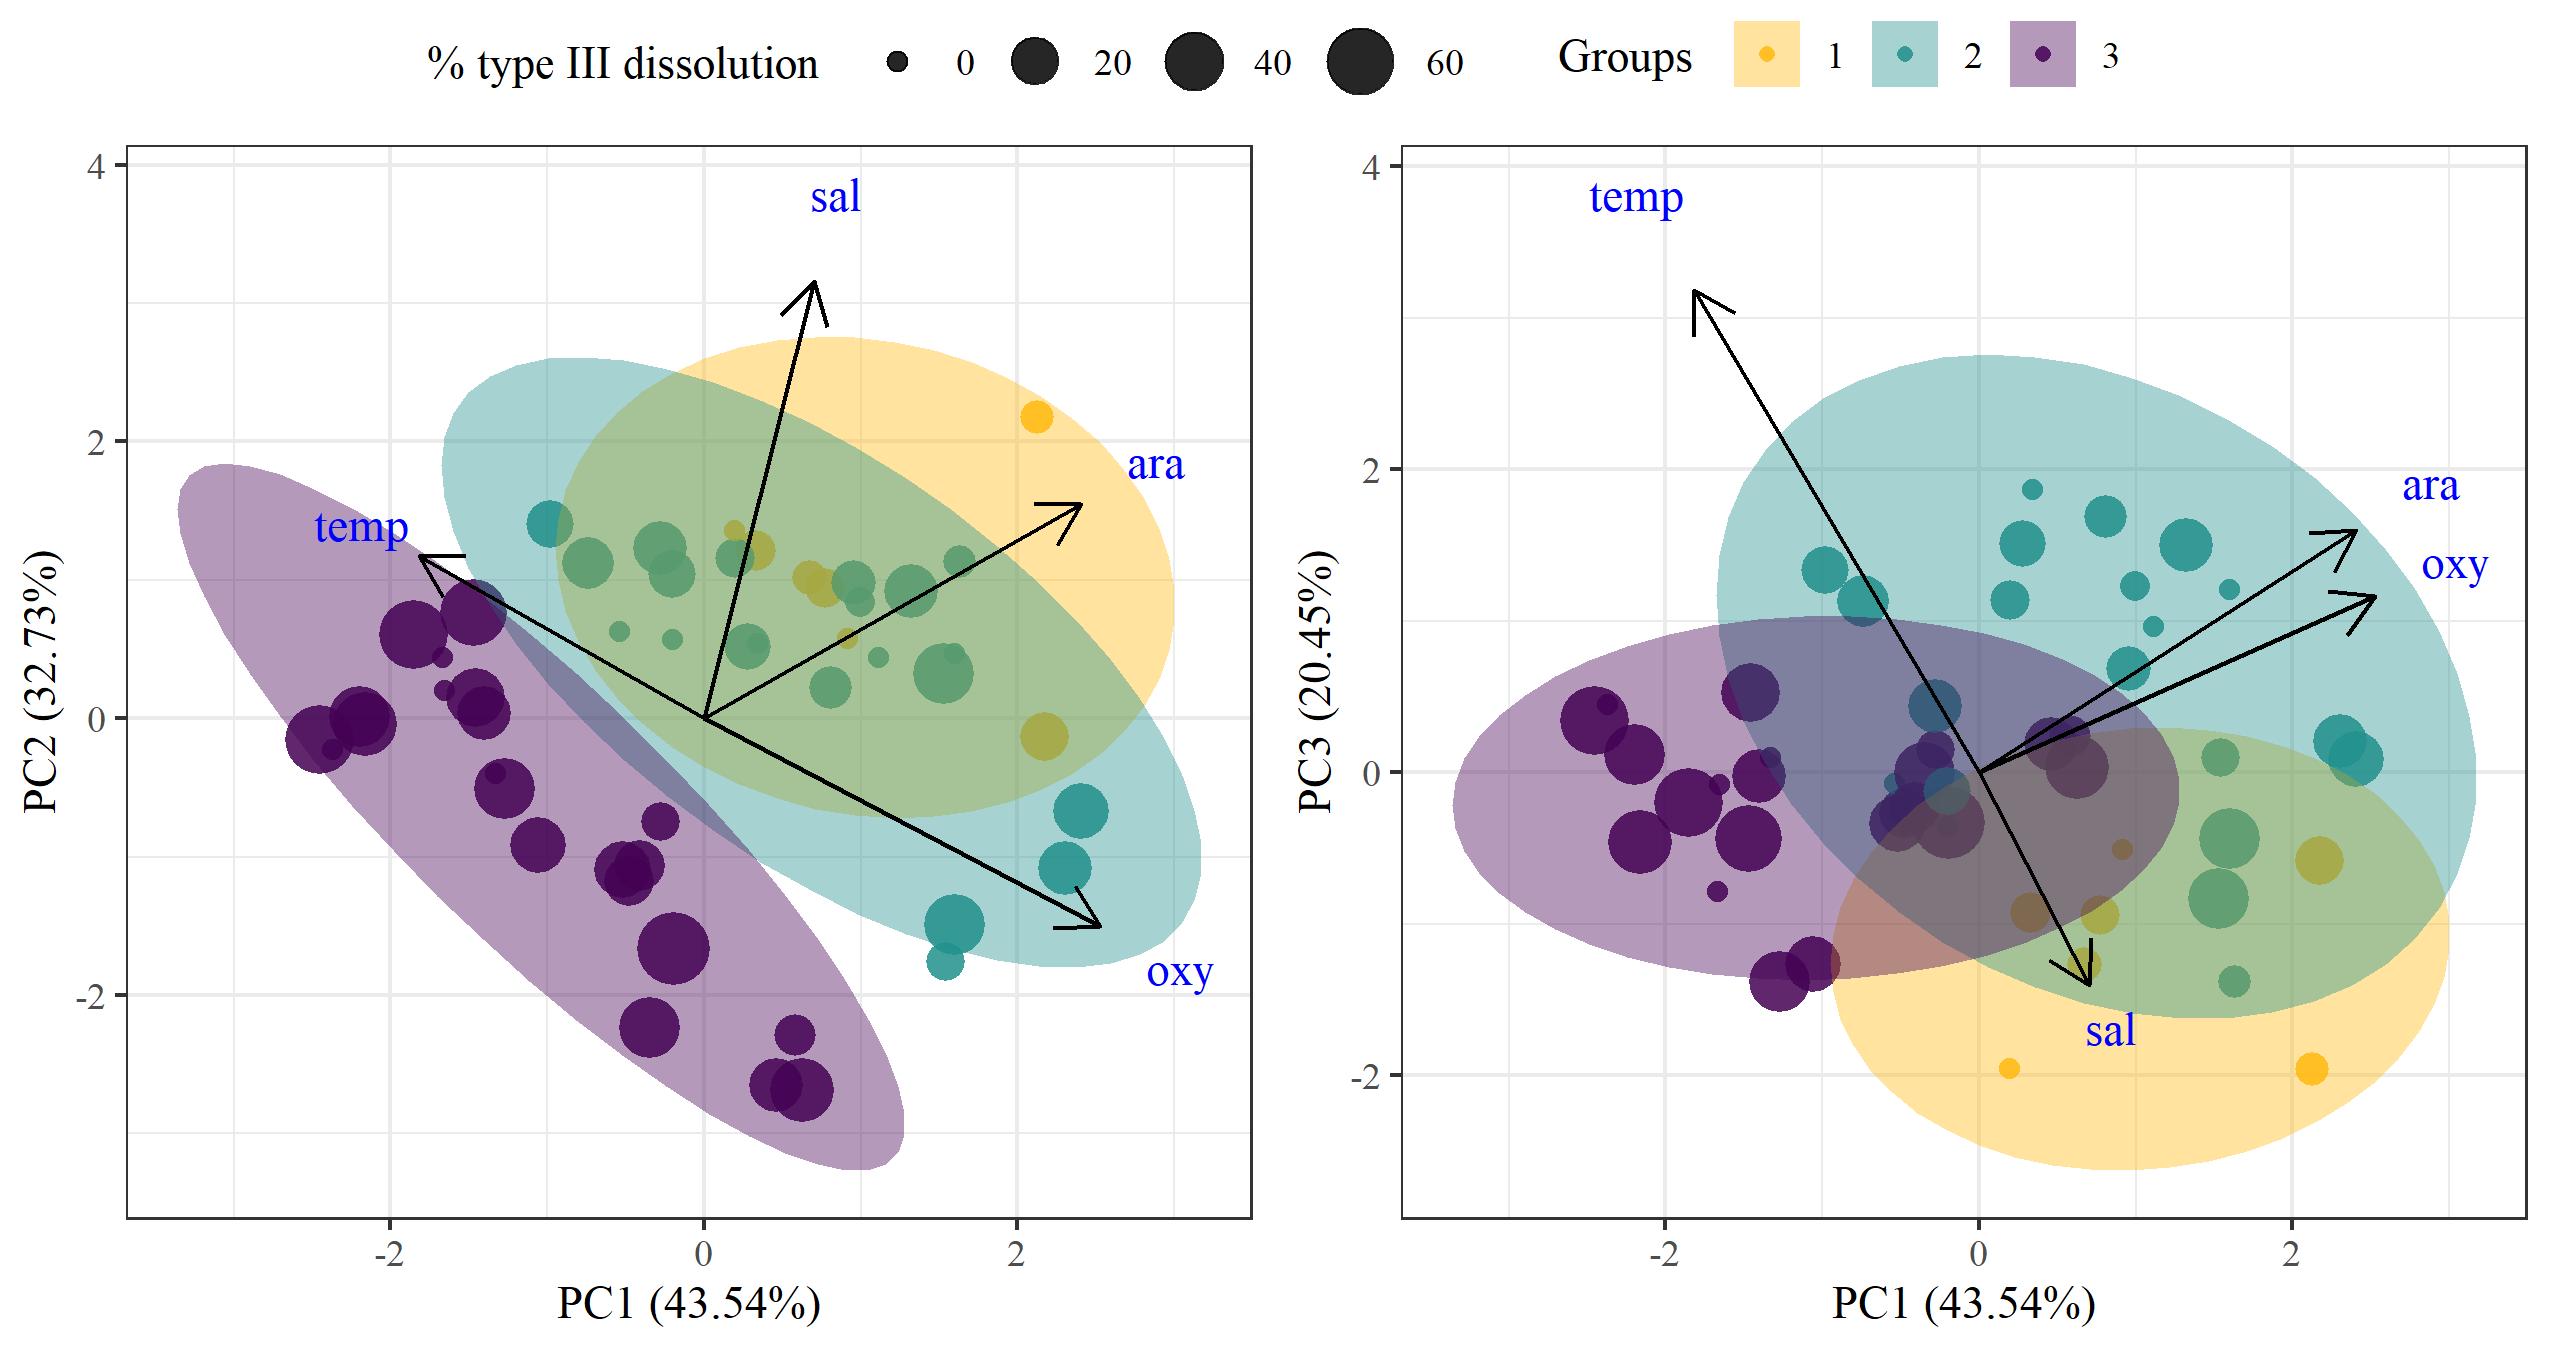 % type III dissolution 0 20 40 60 Groups 1 2 3
4
2
0
-2
PC2 (32.73%)
sal
ara
temp
oxy
-2 0 2
PC1 (43.54%)
4
2
0
-2
PC3 (20.45%)
temp
ara
oxy
sal
-2 0 2
PC1 (43.54%)